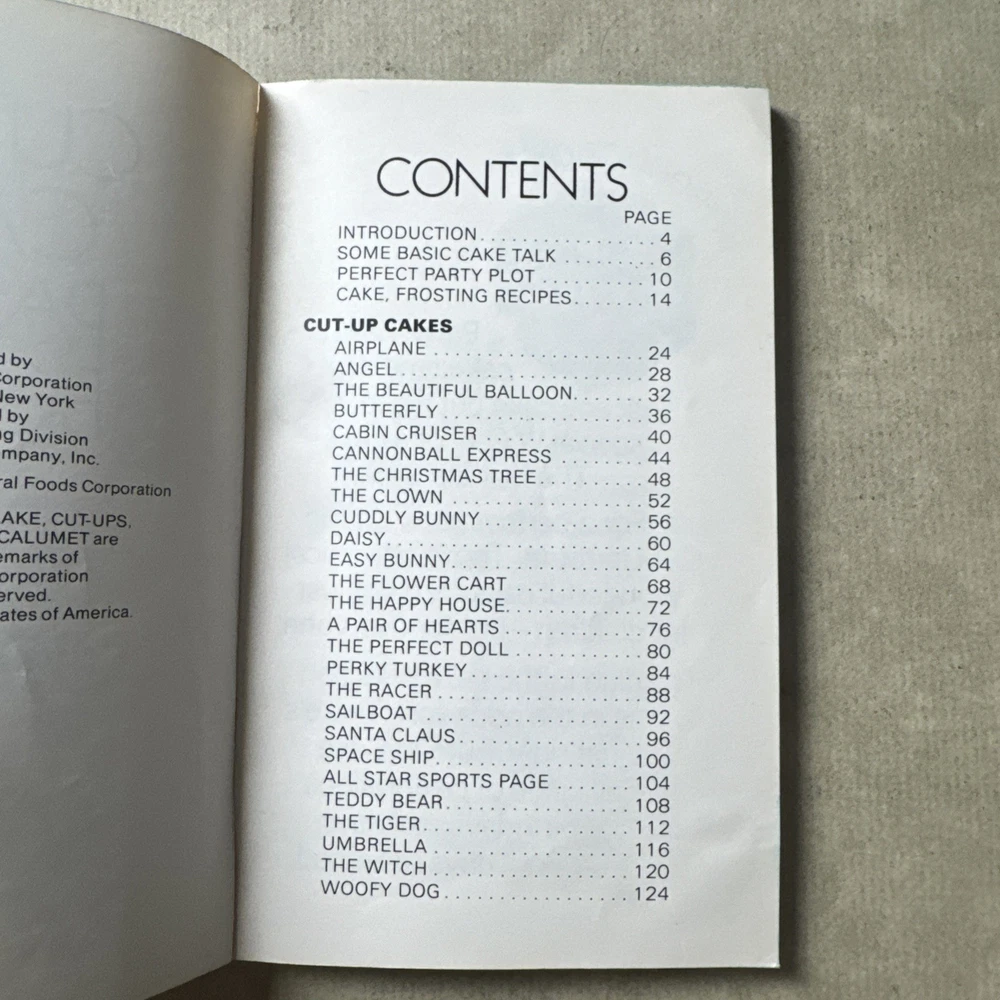 d by
Corporation
New York
d by
ng Division
ompany, Inc.
ral Foods Corporation
AKE, CUT-UPS,
CALUMET are
emarks of
orporation
erved.
ates of America.
CONTENTS
PAGE
INTRODUCTION................. 4
SOME BASIC CAKE TALK ......... 6
PERFECT PARTY PLOT .......... 10
CAKE, FROSTING RECIPES....... 14
CUT-UP CAKES
AIRPLANE ..................... 24
ANGEL........................ 28
THE BEAUTIFUL BALLOON....... 32
BUTTERFLY .................... 36
CABIN CRUISER ................ 40
CANNONBALL EXPRESS ........ 44
THE CHRISTMAS TREE.......... 48
THE CLOWN ................... 52
CUDDLY BUNNY ................ 56
DAISY......................... 60
EASY BUNNY................... 64
THE FLOWER CART ............. 68
THE HAPPY HOUSE............. 72
A PAIR OF HEARTS .............. 76
THE PERFECT DOLL ............ 80
PERKY TURKEY ................. 84
THE RACER .................... 88
SAILBOAT ..................... 92
SANTA CLAUS.................. 96
SPACE SHIP................... 100
ALL STAR SPORTS PAGE ....... 104
TEDDY BEAR.................. 108
THE TIGER.................... 112
UMBRELLA ................... 116
THE WITCH ................... 120
WOOFY DOG.................. 124